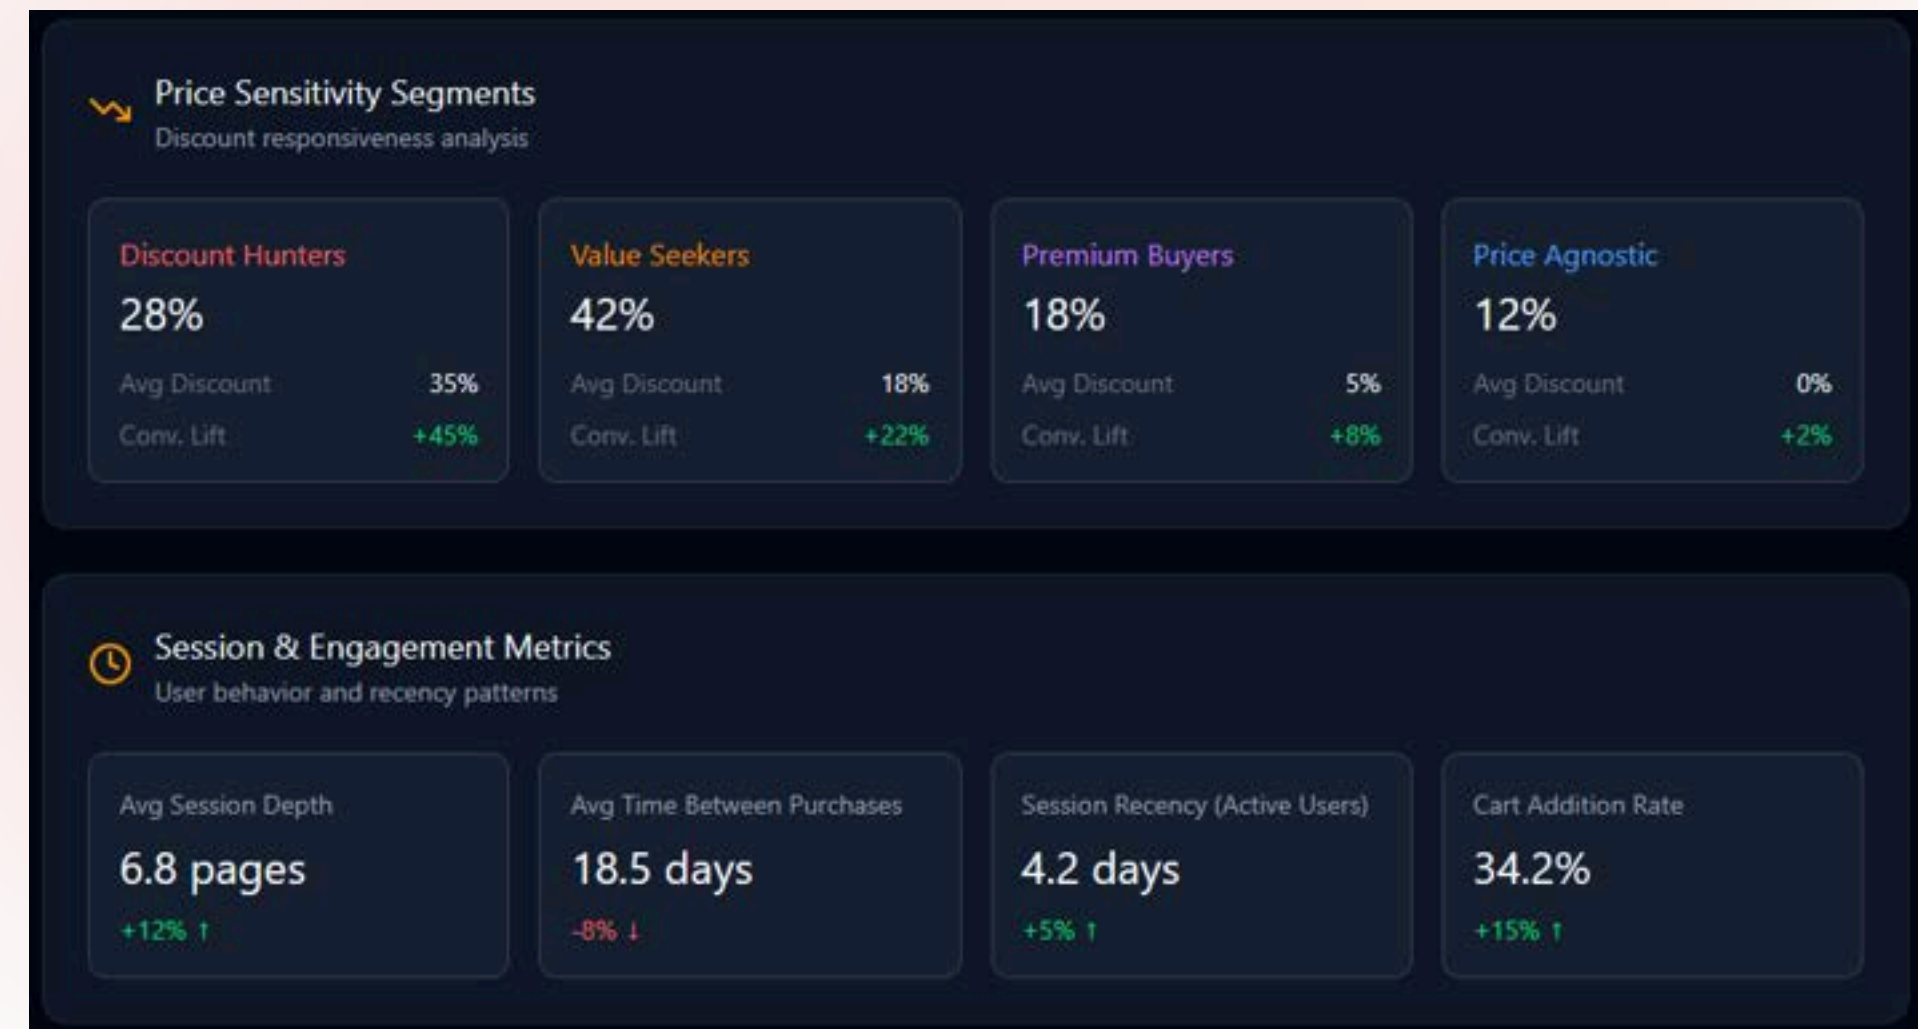 Price Sensitivity Segments
Discount responsiveness analysis
Discount Hunters
28%
Avg Discount 35%
Conv. Lift +45%
Value Seekers
42%
Avg Discount 18%
Conv. Lift +22%
Premium Buyers
18%
Avg Discount 5%
Conv. Lift +8%
Price Agnostic
12%
Avg Discount 0%
Conv. Lift +2%
Session & Engagement Metrics
User behavior and recency patterns
Avg Session Depth
6.8 pages
+12% ↑
Avg Time Between Purchases
18.5 days
-8% ↓
Session Recency (Active Users)
4.2 days
+5% ↑
Cart Addition Rate
34.2%
+15% ↑